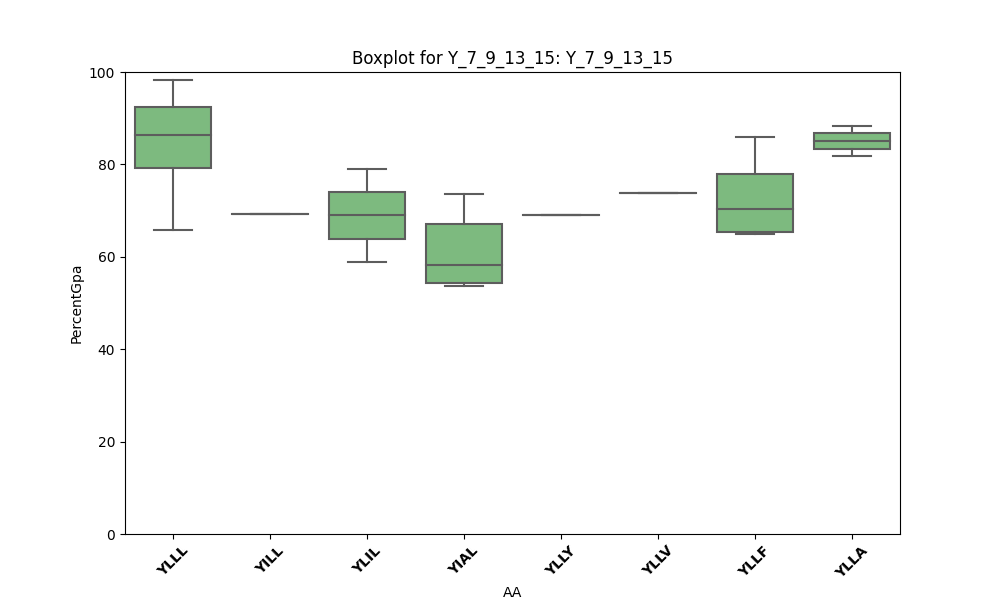 Boxplot for Y_7_9_13_15: Y_7_9_13_15
100
80
60
40
20
0
PercentGpa
YLLL
YILL
YLIL
YIAL
YLLY
YLLV
YLLF
YLLA
AA